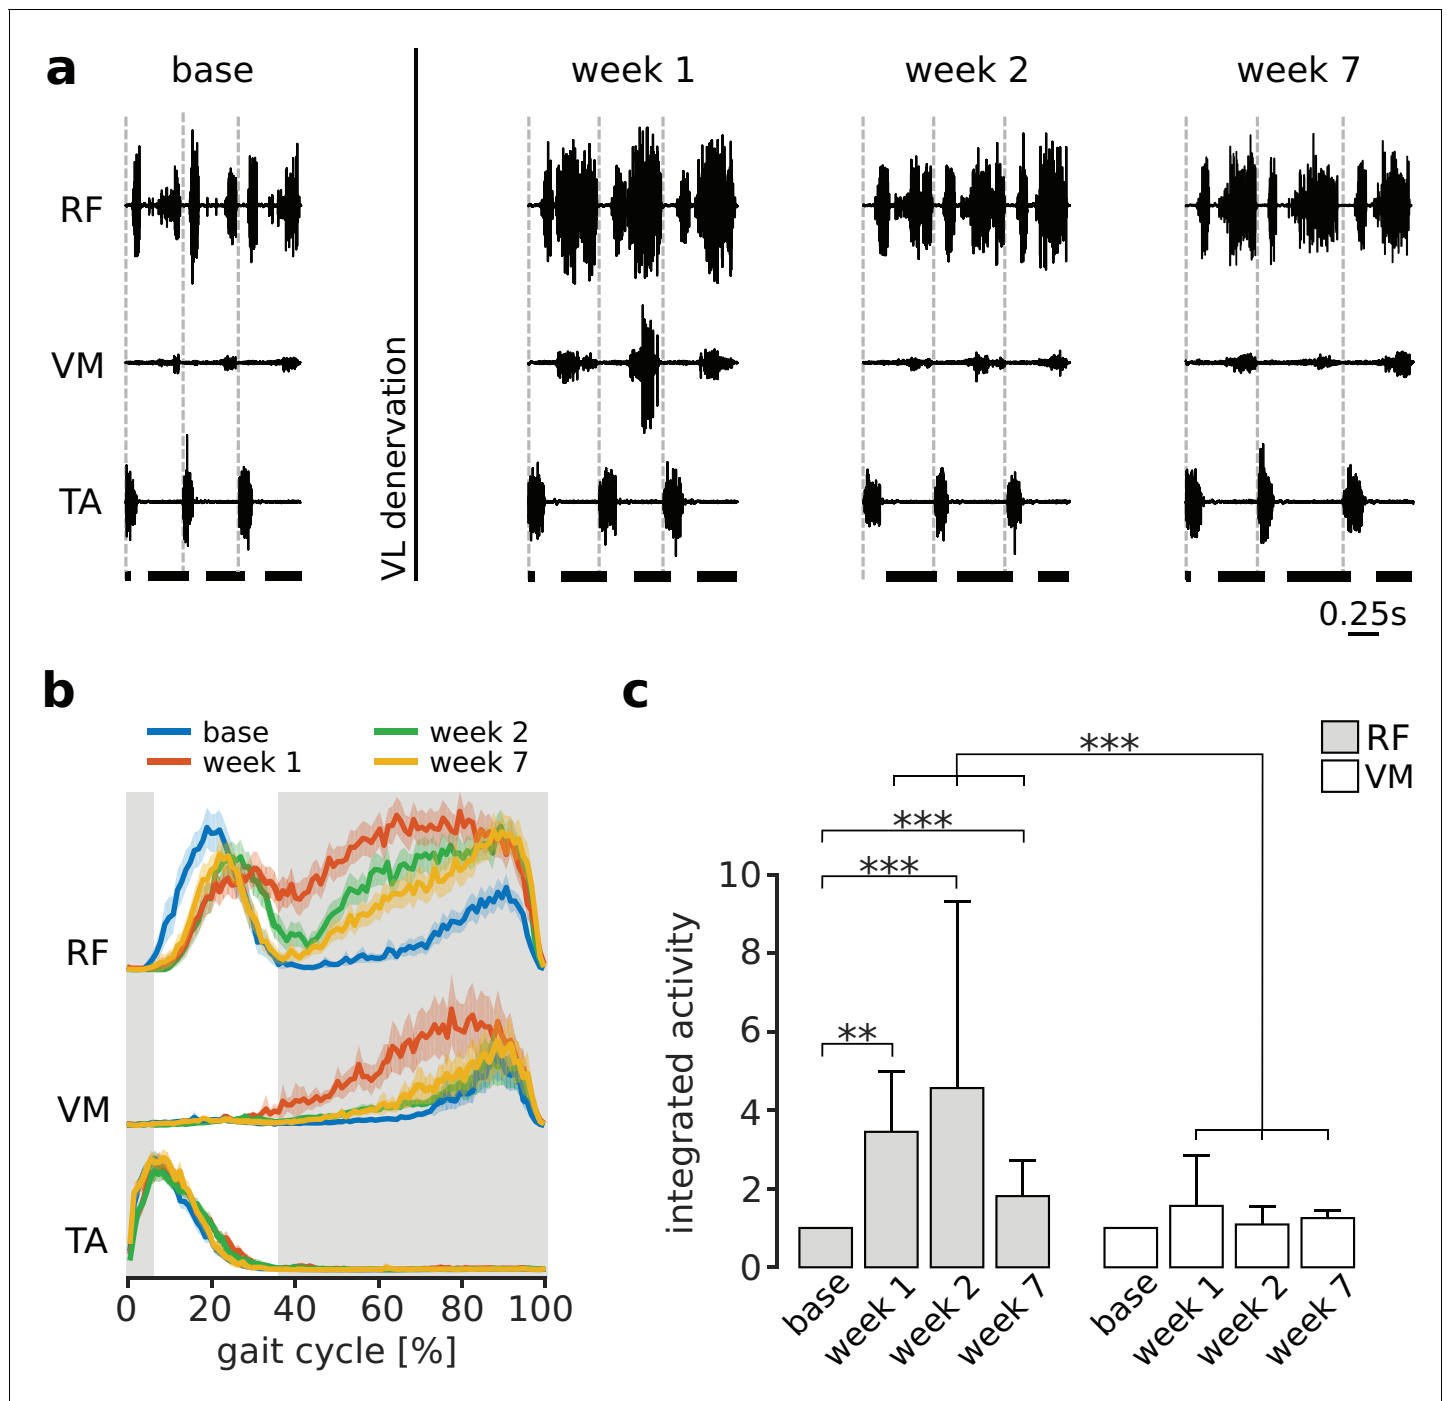 a
base
week 1
week 2
week 7
RF
VM
TA
VL denervation
0.25s
b
base
week 1
week 2
week 7
RF
VM
TA
0 20 40 60 80 100
gait cycle [%]
c
RF
VM
***
***
***
**
integrated activity
10
8
6
4
2
0
base
week 1
week 2
week 7
base
week 1
week 2
week 7